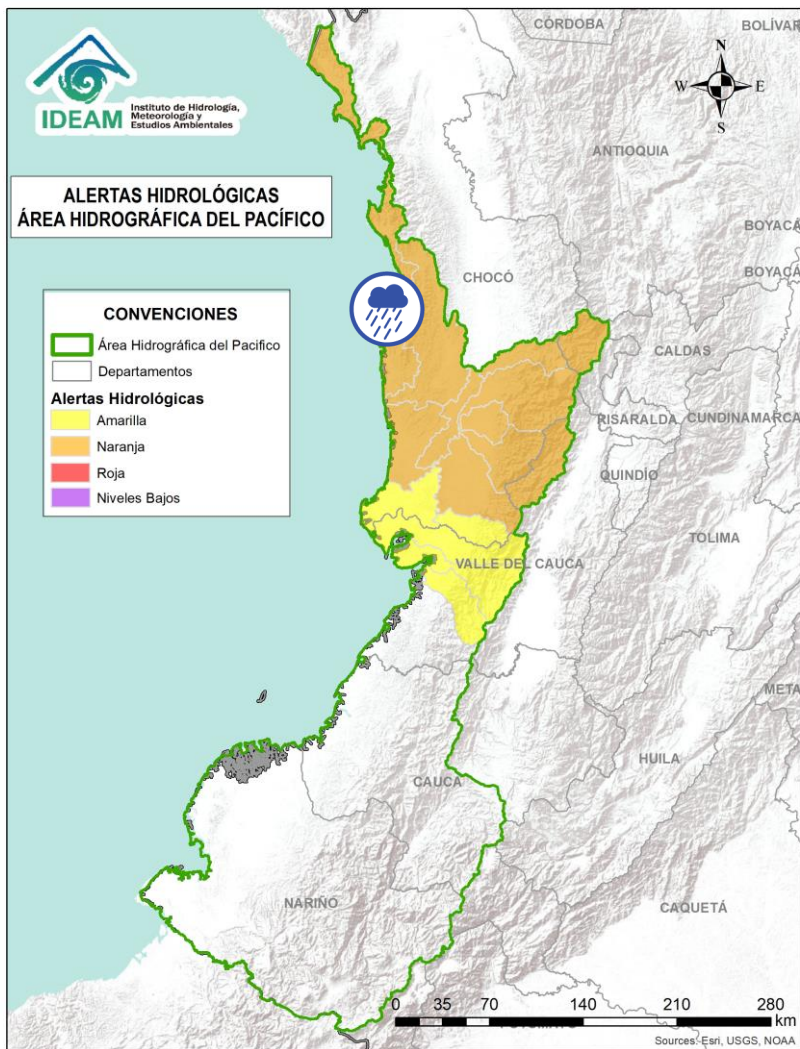 IDEAM
Instituto de Hidrología,
Meteorología y
Estudios Ambientales
ALERTAS HIDROLÓGICAS
ÁREA HIDROGRÁFICA DEL PACÍFICO
CONVENCIONES
Área Hidrográfica del Pacifico
Departamentos
Alertas Hidrológicas
Amarilla
Naranja
Roja
Niveles Bajos
N
W
E
S
CÓRDOBA
BOLÍVAR
ANTIOQUIA
BOYACÁ
BOYACÁ
CHOCÓ
CALDAS
RISARALDA
CUNDINAMARCA
QUINDÍO
TOLIMA
VALLE DEL CAUCA
META
HUILA
CAUCA
NARIÑO
CAQUETÁ
0 35 70 140 210 280
km
Sources: Esri, USGS, NOAA